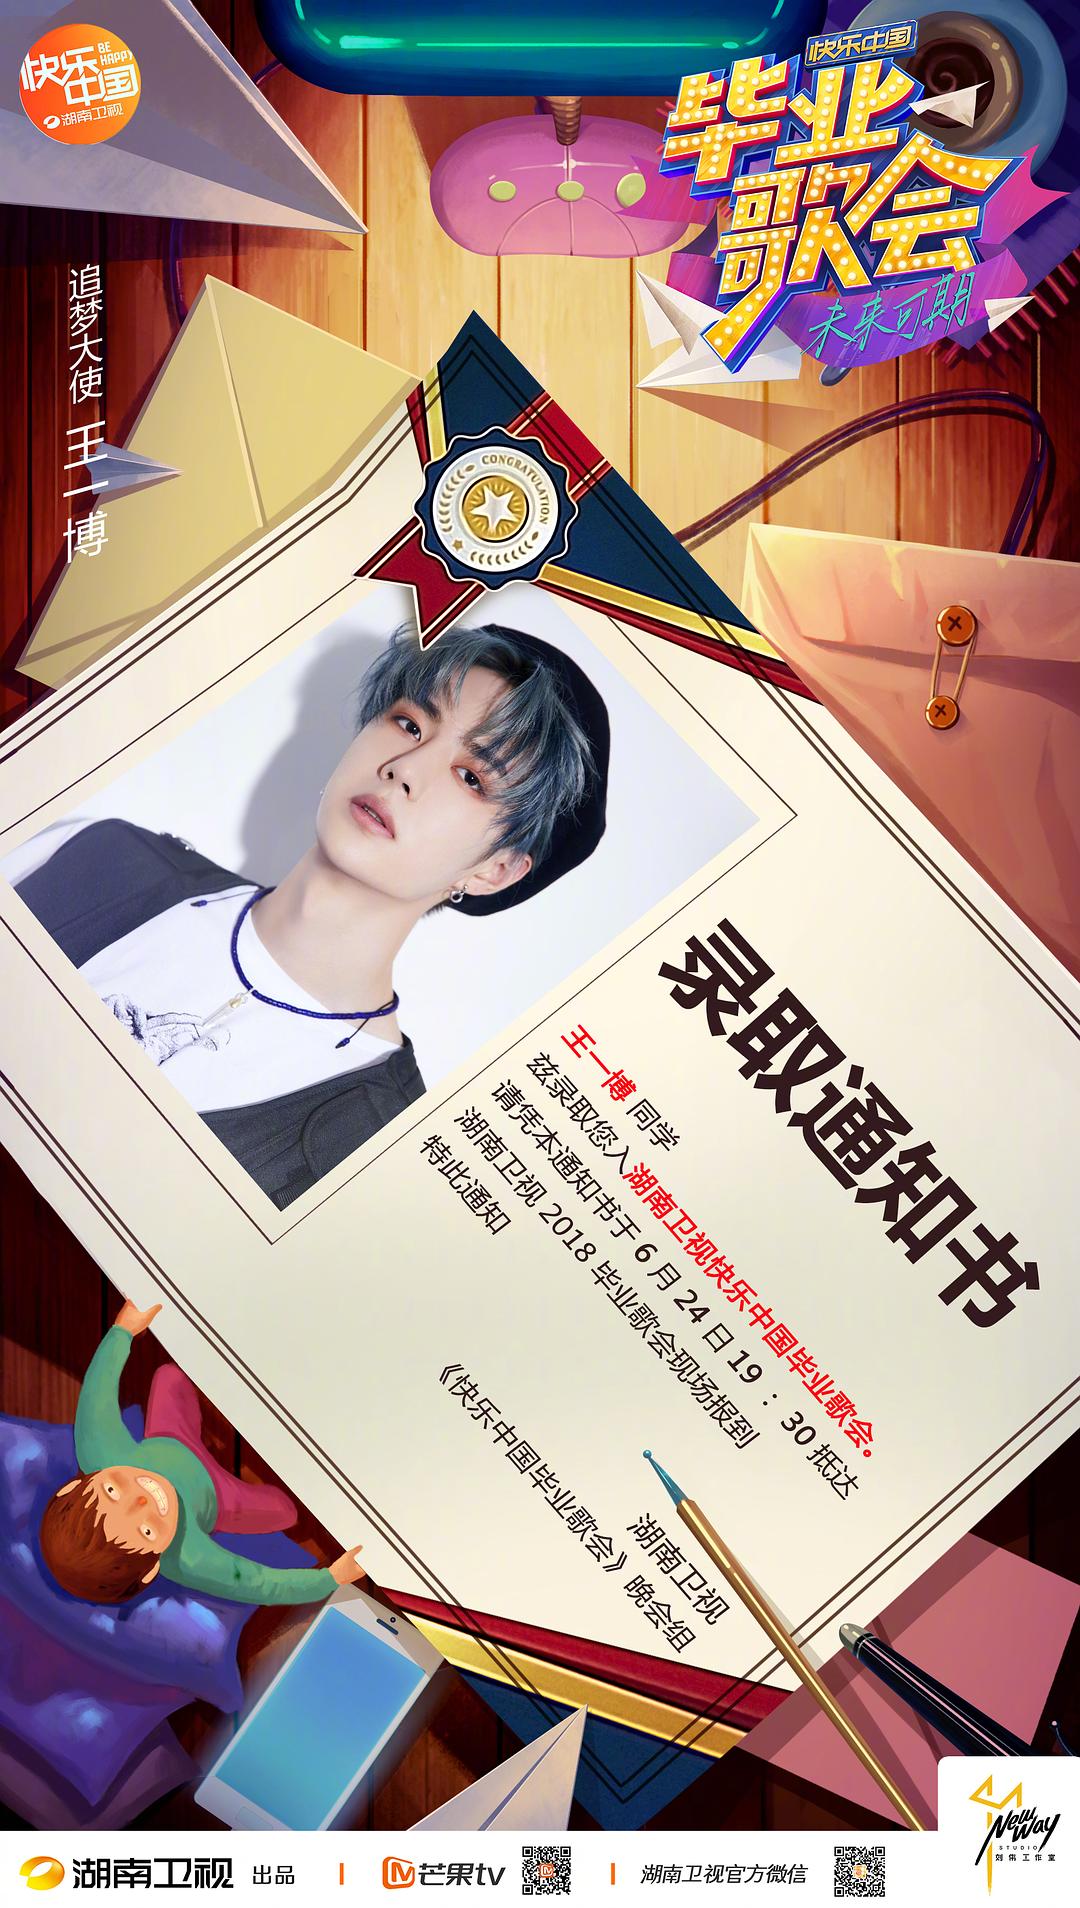 快乐中国
BE HAPPY
湖南卫视
快乐中国
毕业歌会
未来可期
追梦大使 王一博
CONGRATULATION
录取通知书
王一博 同学
兹录取您入湖南卫视快乐中国毕业歌会。
请凭本通知书于 6 月 24 日 19：30 抵达
湖南卫视 2018 毕业歌会现场报到
特此通知
湖南卫视
《快乐中国毕业歌会》晚会组
New Way
STUDIO
刘伟工作室
湖南卫视 出品
芒果tv
湖南卫视官方微信